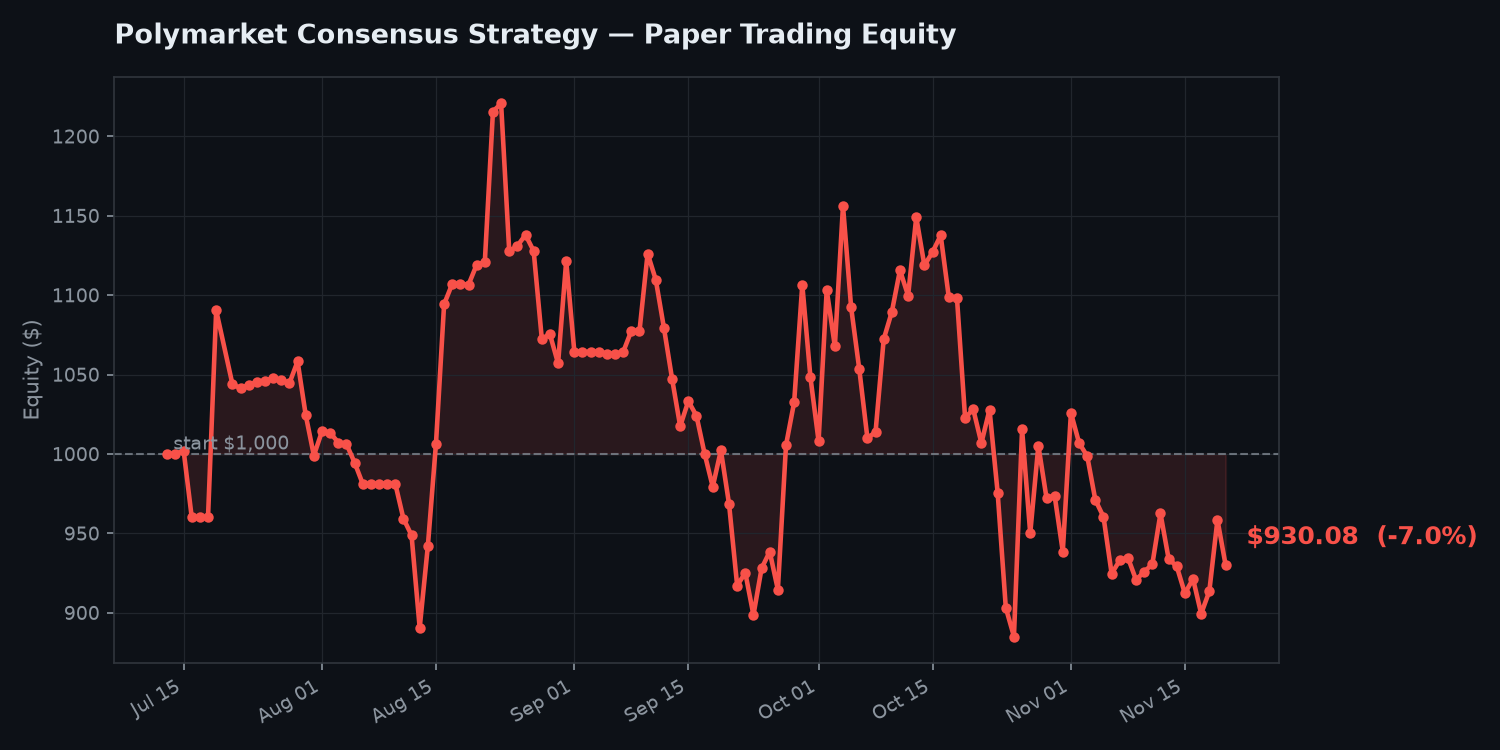 Polymarket Consensus Strategy — Paper Trading Equity
Equity ($)
1200
1150
1100
1050
1000
950
900
start $1,000
$930.08 (-7.0%)
Jul 15
Aug 01
Aug 15
Sep 01
Sep 15
Oct 01
Oct 15
Nov 01
Nov 15